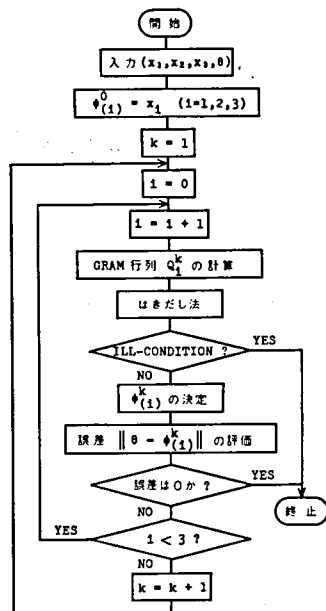 開始
入力(x₁,x₂,x₃,θ)
φ⁰₍ᵢ₎ = xᵢ (i=1,2,3)
k = 1
i = 0
i = i + 1
GRAM 行列 Qᵢᵏ の計算
はきだし法
ILL-CONDITION ?
YES
NO
φᵏ₍ᵢ₎ の決定
誤差 ‖θ - φᵏ₍ᵢ₎‖ の評価
誤差は0か ?
YES
NO
終止
i < 3 ?
YES
NO
k = k + 1